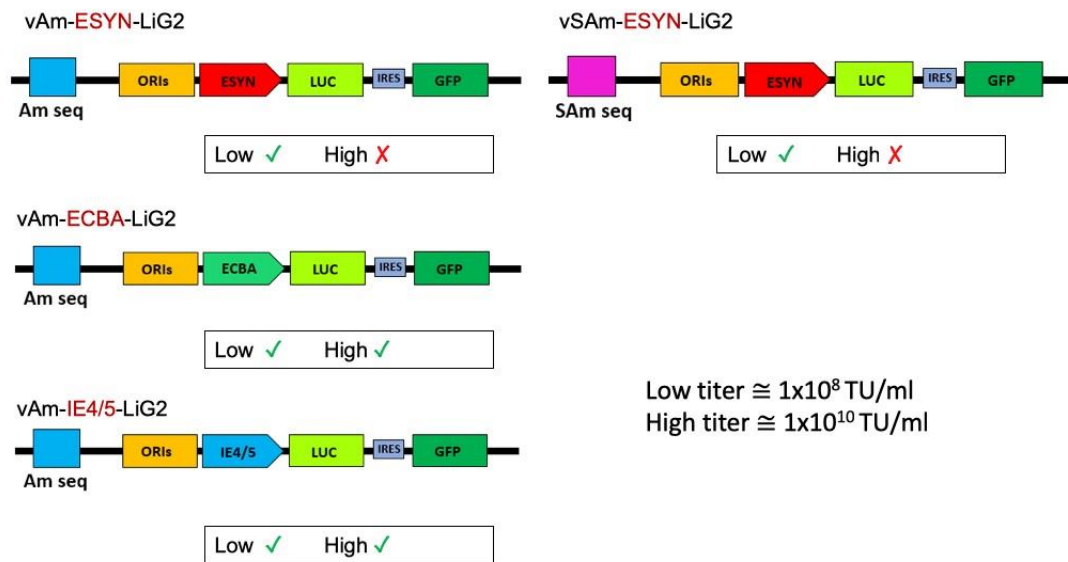 vAm-ESYN-LiG2
ORIs ESYN LUC IRES GFP
Am seq
Low ✓ High ✗
vSAm-ESYN-LiG2
ORIs ESYN LUC IRES GFP
SAm seq
Low ✓ High ✗
vAm-ECBA-LiG2
ORIs ECBA LUC IRES GFP
Am seq
Low ✓ High ✓
vAm-IE4/5-LiG2
ORIs IE4/5 LUC IRES GFP
Am seq
Low ✓ High ✓
Low titer ≅ 1x10⁸ TU/ml
High titer ≅ 1x10¹⁰ TU/ml